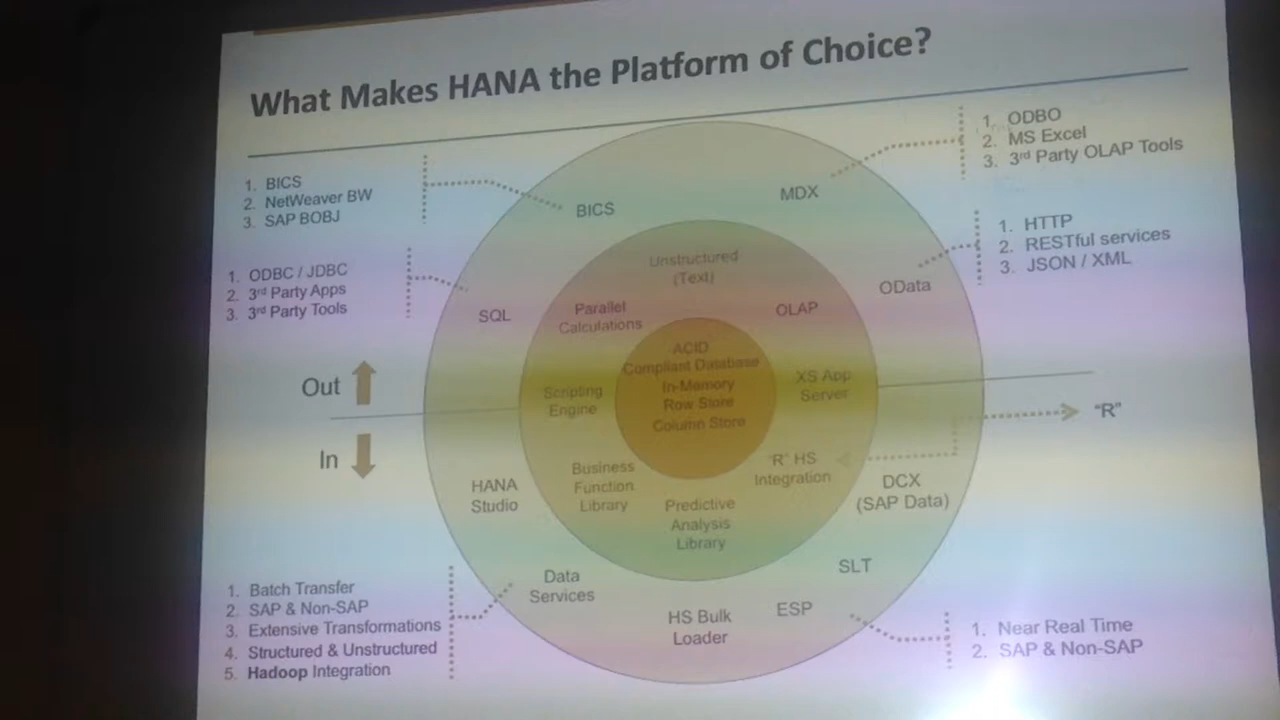 What Makes HANA the Platform of Choice?
1. ODBO
2. MS Excel
3. 3rd Party OLAP Tools
1. BICS
2. NetWeaver BW
3. SAP BOBJ
BICS
MDX
1. HTTP
2. RESTful services
3. JSON / XML
1. ODBC / JDBC
2. 3rd Party Apps
3. 3rd Party Tools
SQL
OData
Unstructured
(Text)
Parallel
Calculations
OLAP
ACID
Compliant Database
In-Memory
Row Store
Column Store
Scripting
Engine
XS App
Server
Out
In
"R"
HANA
Studio
Business
Function
Library
Predictive
Analysis
Library
"R" HS
Integration
DCX
(SAP Data)
Data
Services
HS Bulk
Loader
ESP
SLT
1. Batch Transfer
2. SAP & Non-SAP
3. Extensive Transformations
4. Structured & Unstructured
5. Hadoop Integration
1. Near Real Time
2. SAP & Non-SAP